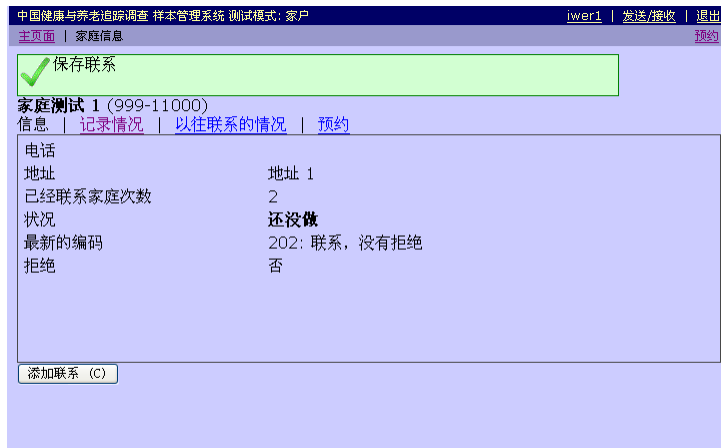 中国健康与养老追踪调查 样本管理系统 测试模式: 家户 iwer1 | 发送/接收 | 退出
主页面 | 家庭信息 预约
保存联系
家庭测试 1 (999-11000)
信息 | 记录情况 | 以往联系的情况 | 预约
电话
地址 地址 1
已经联系家庭次数 2
状况 还没做
最新的编码 202: 联系，没有拒绝
拒绝 否
添加联系 (C)